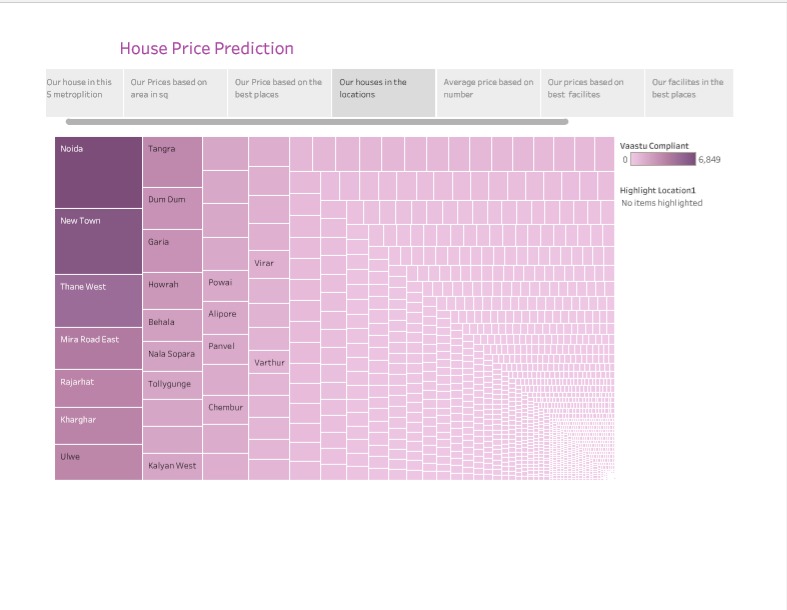 House Price Prediction
Our house in this
5 metroplition
Our Prices based on
area in sq
Our Price based on the
best places
Our houses in the
locations
Average price based on
number
Our prices based on
best facilites
Our facilites in the
best places
Noida
New Town
Thane West
Mira Road East
Rajarhat
Kharghar
Ulwe
Tangra
Dum Dum
Garia
Howrah
Behala
Nala Sopara
Tollygunge
Kalyan West
Powai
Alipore
Panvel
Chembur
Virar
Varthur
Vaastu Compliant
0 6,849
Highlight Location1
No items highlighted